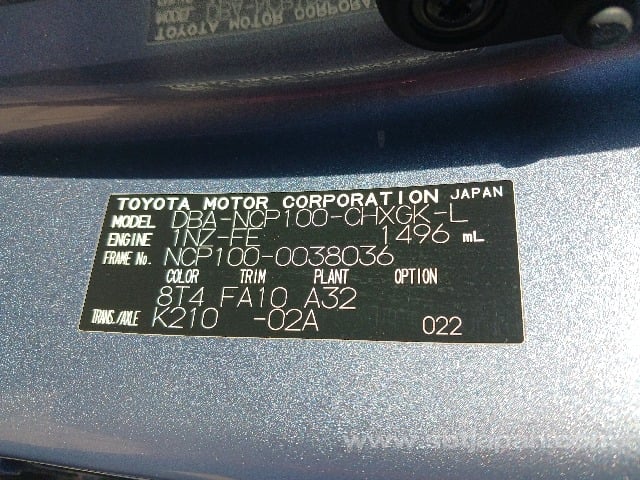 TOYOTA MOTOR CORPORATION JAPAN
MODEL DBA-NCP100-CHXGK-L
ENGINE 1NZ-FE 1496 mL
FRAME No. NCP100-0038036
COLOR TRIM PLANT OPTION
8T4 FA10 A32
TRANS./AXLE K210 -02A 022